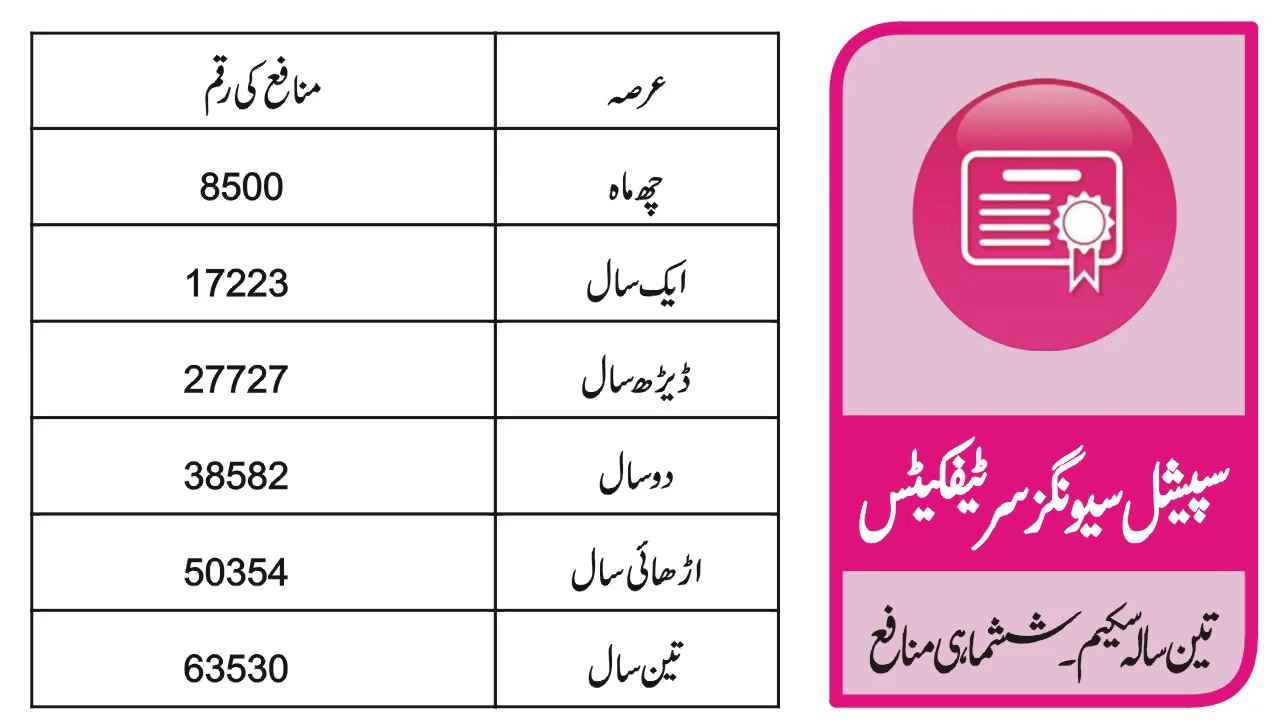 سپیشل سیونگز سرٹیفکیٹس
تین سالہ سکیم۔ ششماہی منافع
عرصہ منافع کی رقم
چھ ماہ 8500
ایک سال 17223
ڈیڑھ سال 27727
دو سال 38582
اڑھائی سال 50354
تین سال 63530